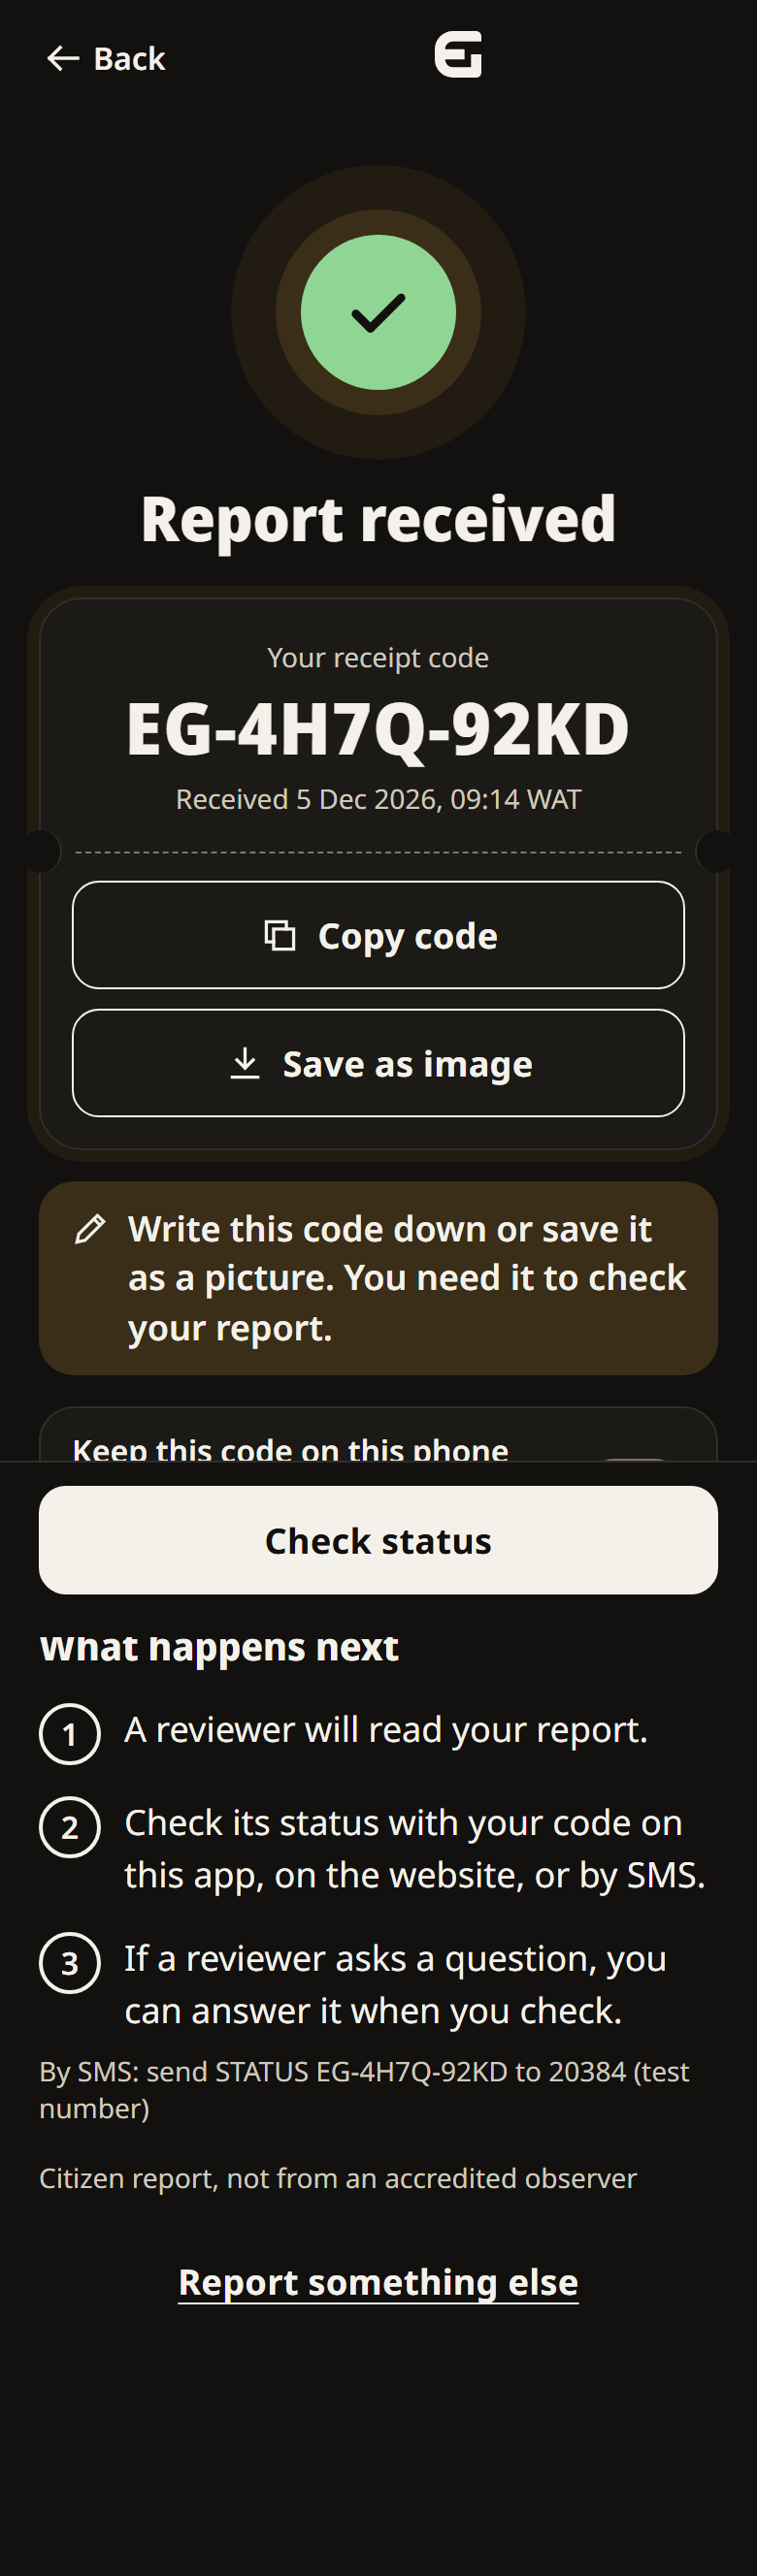 Back
EG
Report received
Your receipt code
EG-4H7Q-92KD
Received 5 Dec 2026, 09:14 WAT
Copy code
Save as image
Write this code down or save it
as a picture. You need it to check
your report.
Keep this code on this phone
Check status
What happens next
1 A reviewer will read your report.
2 Check its status with your code on
this app, on the website, or by SMS.
3 If a reviewer asks a question, you
can answer it when you check.
By SMS: send STATUS EG-4H7Q-92KD to 20384 (test
number)
Citizen report, not from an accredited observer
Report something else